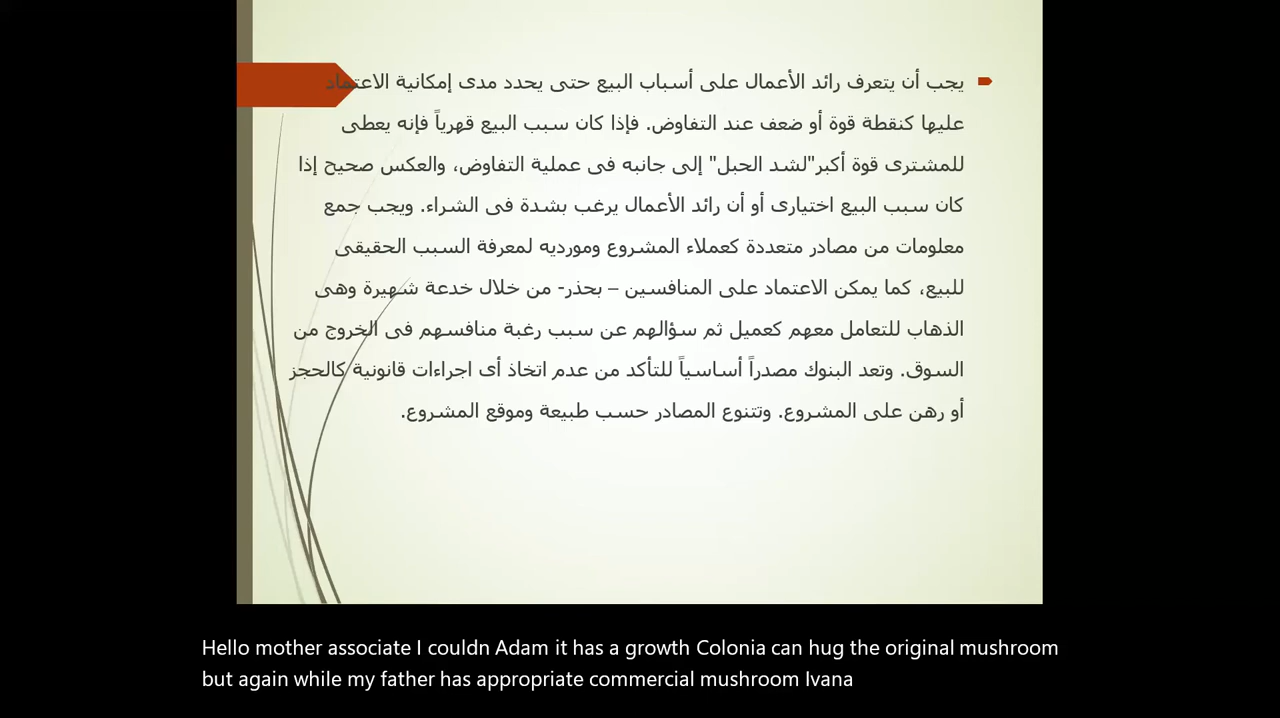 يجب أن يتعرف رائد الأعمال على أسباب البيع حتى يحدد مدى إمكانية الاعتماد
عليها كنقطة قوة أو ضعف عند التفاوض. فإذا كان سبب البيع قهرياً فإنه يعطى
للمشترى قوة أكبر"لشد الحبل" إلى جانبه فى عملية التفاوض، والعكس صحيح إذا
كان سبب البيع اختيارى أو أن رائد الأعمال يرغب بشدة فى الشراء. ويجب جمع
معلومات من مصادر متعددة كعملاء المشروع ومورديه لمعرفة السبب الحقيقى
للبيع، كما يمكن الاعتماد على المنافسين – بحذر- من خلال خدعة شهيرة وهى
الذهاب للتعامل معهم كعميل ثم سؤالهم عن سبب رغبة منافسهم فى الخروج من
السوق. وتعد البنوك مصدراً أساسياً للتأكد من عدم اتخاذ أى اجراءات قانونية كالحجز
أو رهن على المشروع. وتتنوع المصادر حسب طبيعة وموقع المشروع.
Hello mother associate I couldn Adam it has a growth Colonia can hug the original mushroom
but again while my father has appropriate commercial mushroom Ivana